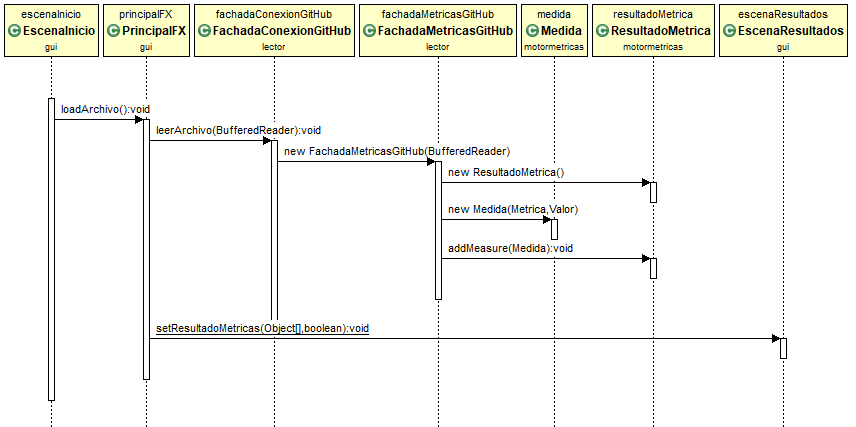 escenaInicio
EscenaInicio
gui
principalFX
PrincipalFX
gui
fachadaConexionGitHub
FachadaConexionGitHub
lector
fachadaMetricasGitHub
FachadaMetricasGitHub
lector
medida
Medida
motormetricas
resultadoMetrica
ResultadoMetrica
motormetricas
escenaResultados
EscenaResultados
gui
loadArchivo():void
leerArchivo(BufferedReader):void
new FachadaMetricasGitHub(BufferedReader)
new ResultadoMetrica()
new Medida(Metrica,Valor)
addMeasure(Medida):void
setResultadoMetricas(Object[],boolean):void